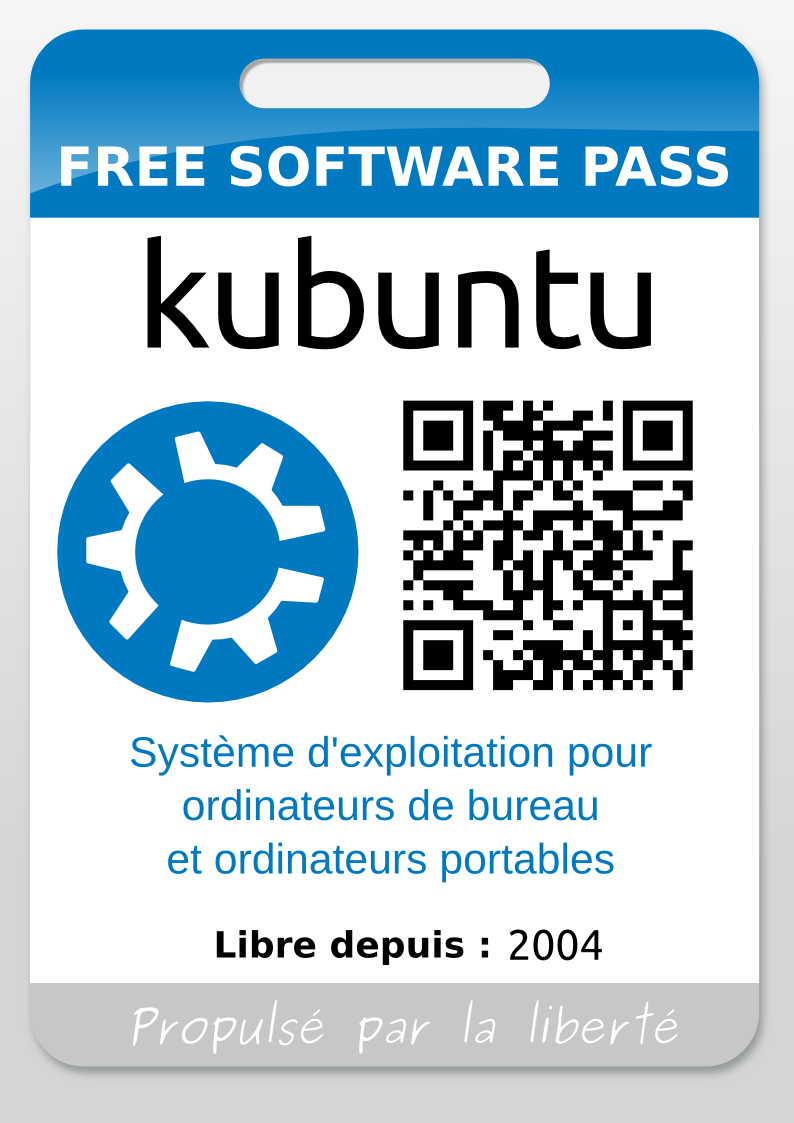 FREE SOFTWARE PASS
kubuntu
Système d'exploitation pour
ordinateurs de bureau
et ordinateurs portables
Libre depuis : 2004
Propulsé par la liberté